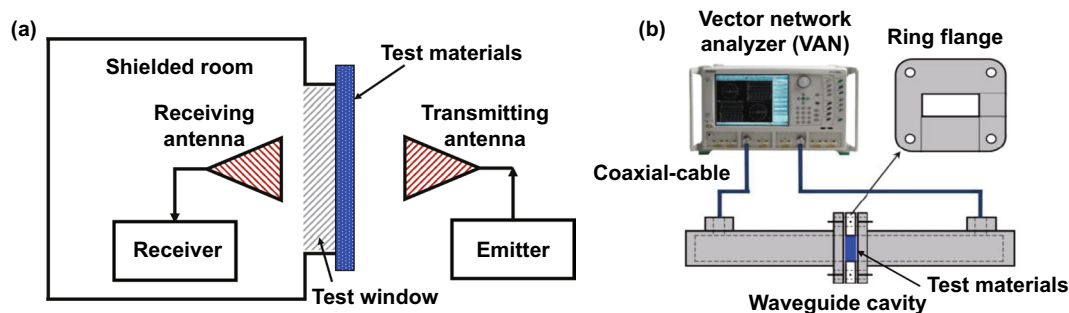 (a)
Shielded room
Test materials
Receiving
antenna
Transmitting
antenna
Receiver
Emitter
Test window
(b)
Vector network
analyzer (VAN)
Ring flange
Coaxial-cable
Test materials
Waveguide cavity